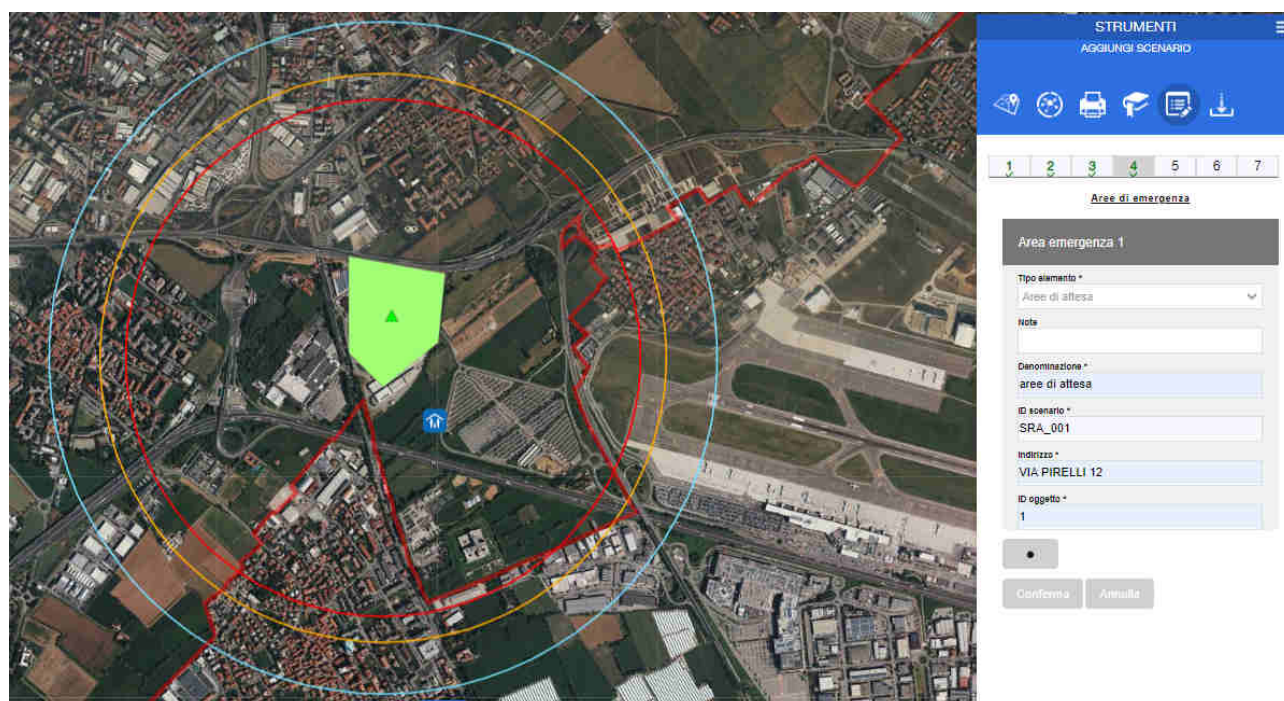 STRUMENTI
AGGIUNGI SCENARIO
1 2 3 4 5 6 7
Aree di emergenza
Area emergenza 1
Tipo elemento *
Aree di attesa
Note
Denominazione *
aree di attesa
ID scenario *
SRA_001
Indirizzo *
VIA PIRELLI 12
ID oggetto *
1
Conferma Annulla